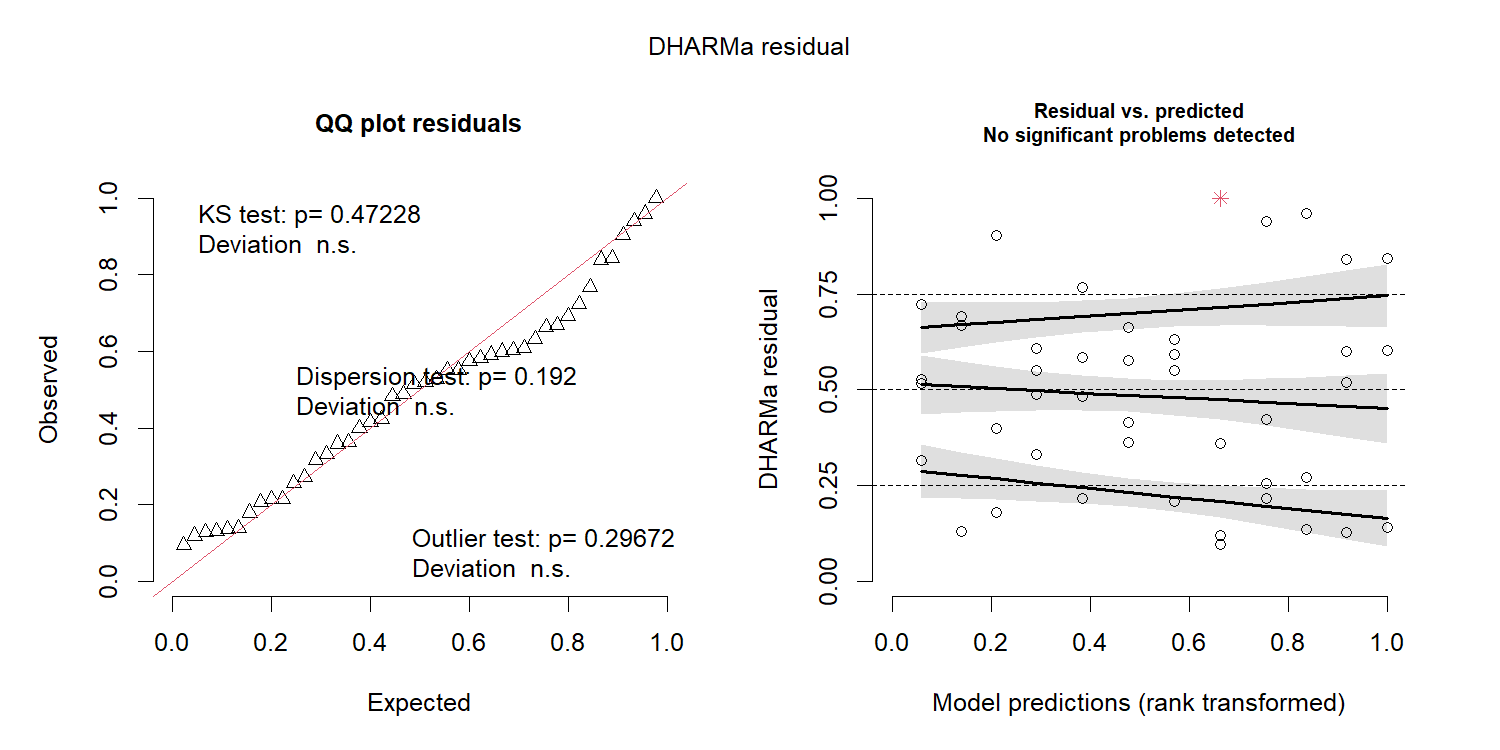 DHARMa residual
QQ plot residuals
KS test: p= 0.47228
Deviation  n.s.
Dispersion test: p= 0.192
Deviation  n.s.
Outlier test: p= 0.29672
Deviation  n.s.
Observed
0.0 0.2 0.4 0.6 0.8 1.0
0.0 0.2 0.4 0.6 0.8 1.0
Expected
Residual vs. predicted
No significant problems detected
DHARMa residual
0.00 0.25 0.50 0.75 1.00
0.0 0.2 0.4 0.6 0.8 1.0
Model predictions (rank transformed)